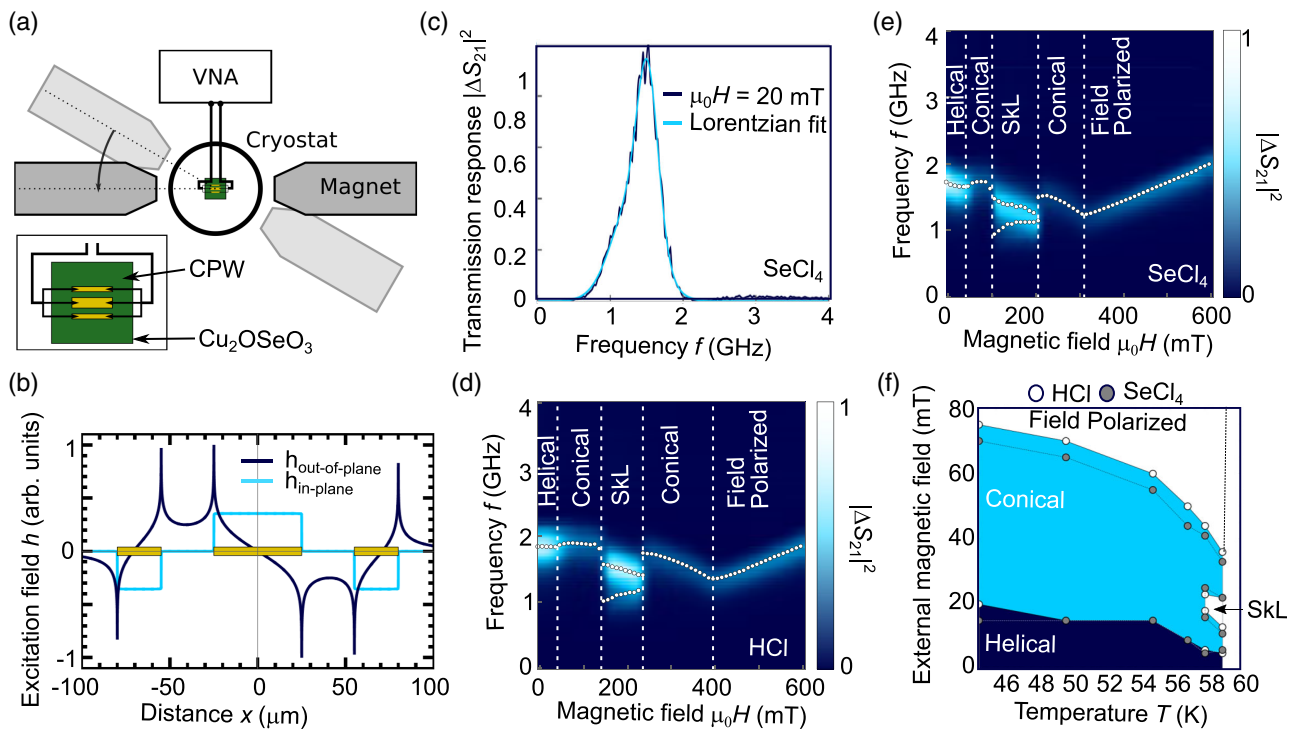 (a)
VNA
Cryostat
Magnet
CPW
Cu₂OSeO₃
(b)
Excitation field h (arb. units)
1
0
-1
h out-of-plane
h in-plane
-100 -50 0 50 100
Distance x (μm)
(c)
Transmission response |ΔS₂₁|²
1
0.8
0.6
0.4
0.2
0
μ₀H = 20 mT
Lorentzian fit
SeCl₄
0 1 2 3 4
Frequency f (GHz)
(d)
Frequency f (GHz)
4
3
2
1
0
Helical
Conical
SkL
Conical
Field
Polarized
HCl
0 200 400 600
Magnetic field μ₀H (mT)
1
0
|ΔS₂₁|²
(e)
Frequency f (GHz)
4
3
2
1
0
Helical
Conical
SkL
Conical
Field
Polarized
SeCl₄
0 200 400 600
Magnetic field μ₀H (mT)
1
0
|ΔS₂₁|²
(f)
HCl SeCl₄
External magnetic field (mT)
80
60
40
20
0
Field Polarized
Conical
SkL
Helical
46 48 50 52 54 56 58 60
Temperature T (K)